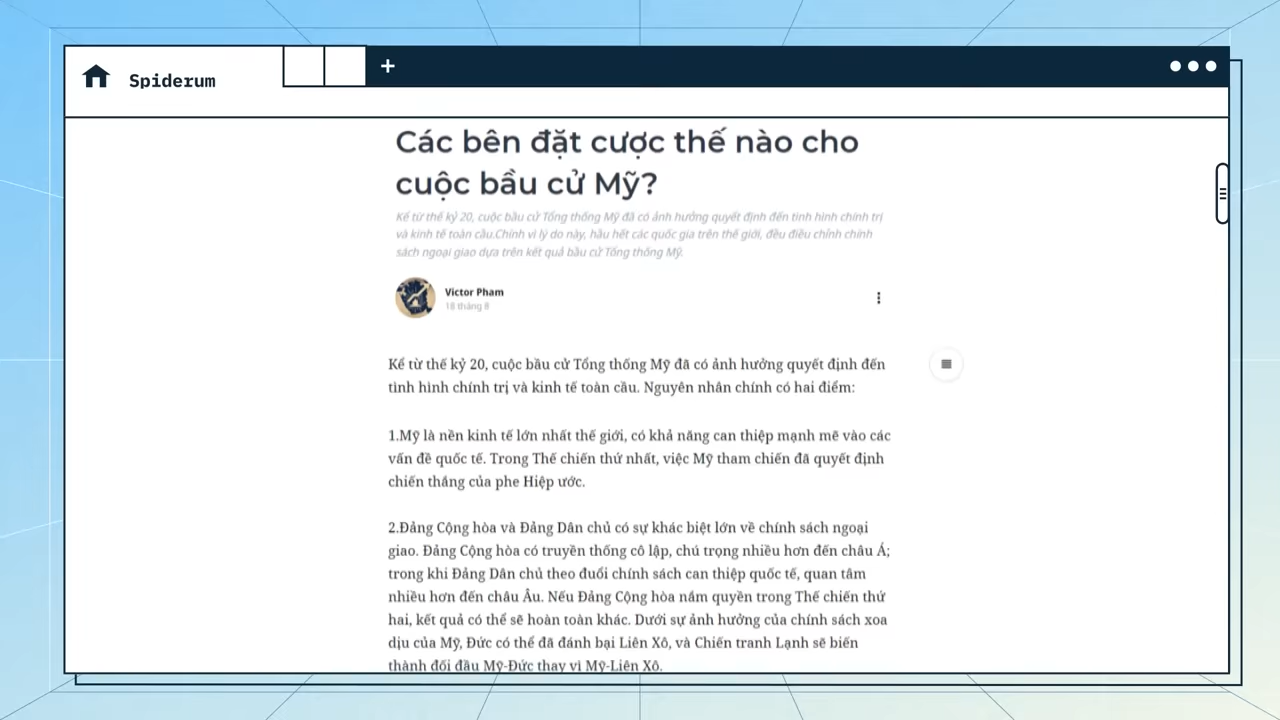 Spiderum
Các bên đặt cược thế nào cho
cuộc bầu cử Mỹ?
Kể từ thế kỷ 20, cuộc bầu cử Tổng thống Mỹ đã có ảnh hưởng quyết định đến tình hình chính trị
và kinh tế toàn cầu.Chính vì lý do này, hầu hết các quốc gia trên thế giới, đều điều chỉnh chính
sách ngoại giao dựa trên kết quả bầu cử Tổng thống Mỹ.
Victor Pham
18 tháng 8
Kể từ thế kỷ 20, cuộc bầu cử Tổng thống Mỹ đã có ảnh hưởng quyết định đến
tình hình chính trị và kinh tế toàn cầu. Nguyên nhân chính có hai điểm:
1.Mỹ là nền kinh tế lớn nhất thế giới, có khả năng can thiệp mạnh mẽ vào các
vấn đề quốc tế. Trong Thế chiến thứ nhất, việc Mỹ tham chiến đã quyết định
chiến thắng của phe Hiệp ước.
2.Đảng Cộng hòa và Đảng Dân chủ có sự khác biệt lớn về chính sách ngoại
giao. Đảng Cộng hòa có truyền thống cô lập, chú trọng nhiều hơn đến châu Á;
trong khi Đảng Dân chủ theo đuổi chính sách can thiệp quốc tế, quan tâm
nhiều hơn đến châu Âu. Nếu Đảng Cộng hòa nắm quyền trong Thế chiến thứ
hai, kết quả có thể sẽ hoàn toàn khác. Dưới sự ảnh hưởng của chính sách xoa
dịu của Mỹ, Đức có thể đã đánh bại Liên Xô, và Chiến tranh Lạnh sẽ biến
thành đối đầu Mỹ-Đức thay vì Mỹ-Liên Xô.